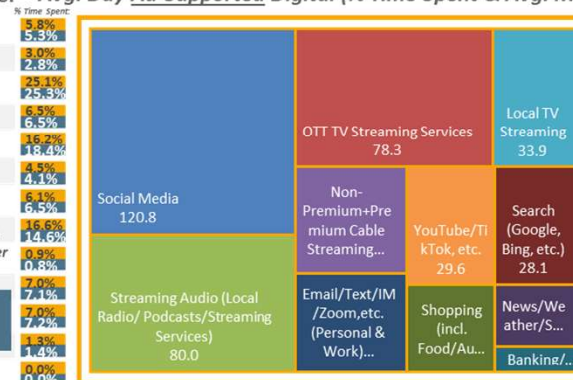 % Time Spent:
5.8%
5.3%
3.0%
2.8%
25.1%
25.3%
6.5%
6.5%
16.2%
18.4%
4.5%
4.1%
6.1%
6.5%
16.6%
14.6%
0.9%
0.8%
7.0%
7.1%
7.0%
7.2%
1.3%
1.4%
0.0%
Social Media
120.8
Streaming Audio (Local
Radio/ Podcasts/Streaming
Services)
80.0
OTT TV Streaming Services
78.3
Local TV
Streaming
33.9
Non-
Premium+Pre
mium Cable
Streaming...
YouTube/Ti
kTok, etc.
29.6
Search
(Google,
Bing, etc.)
28.1
Email/Text/IM
/Zoom,etc.
(Personal &
Work)...
Shopping
(incl.
Food/Au...
News/We
ather/S...
Banking/..